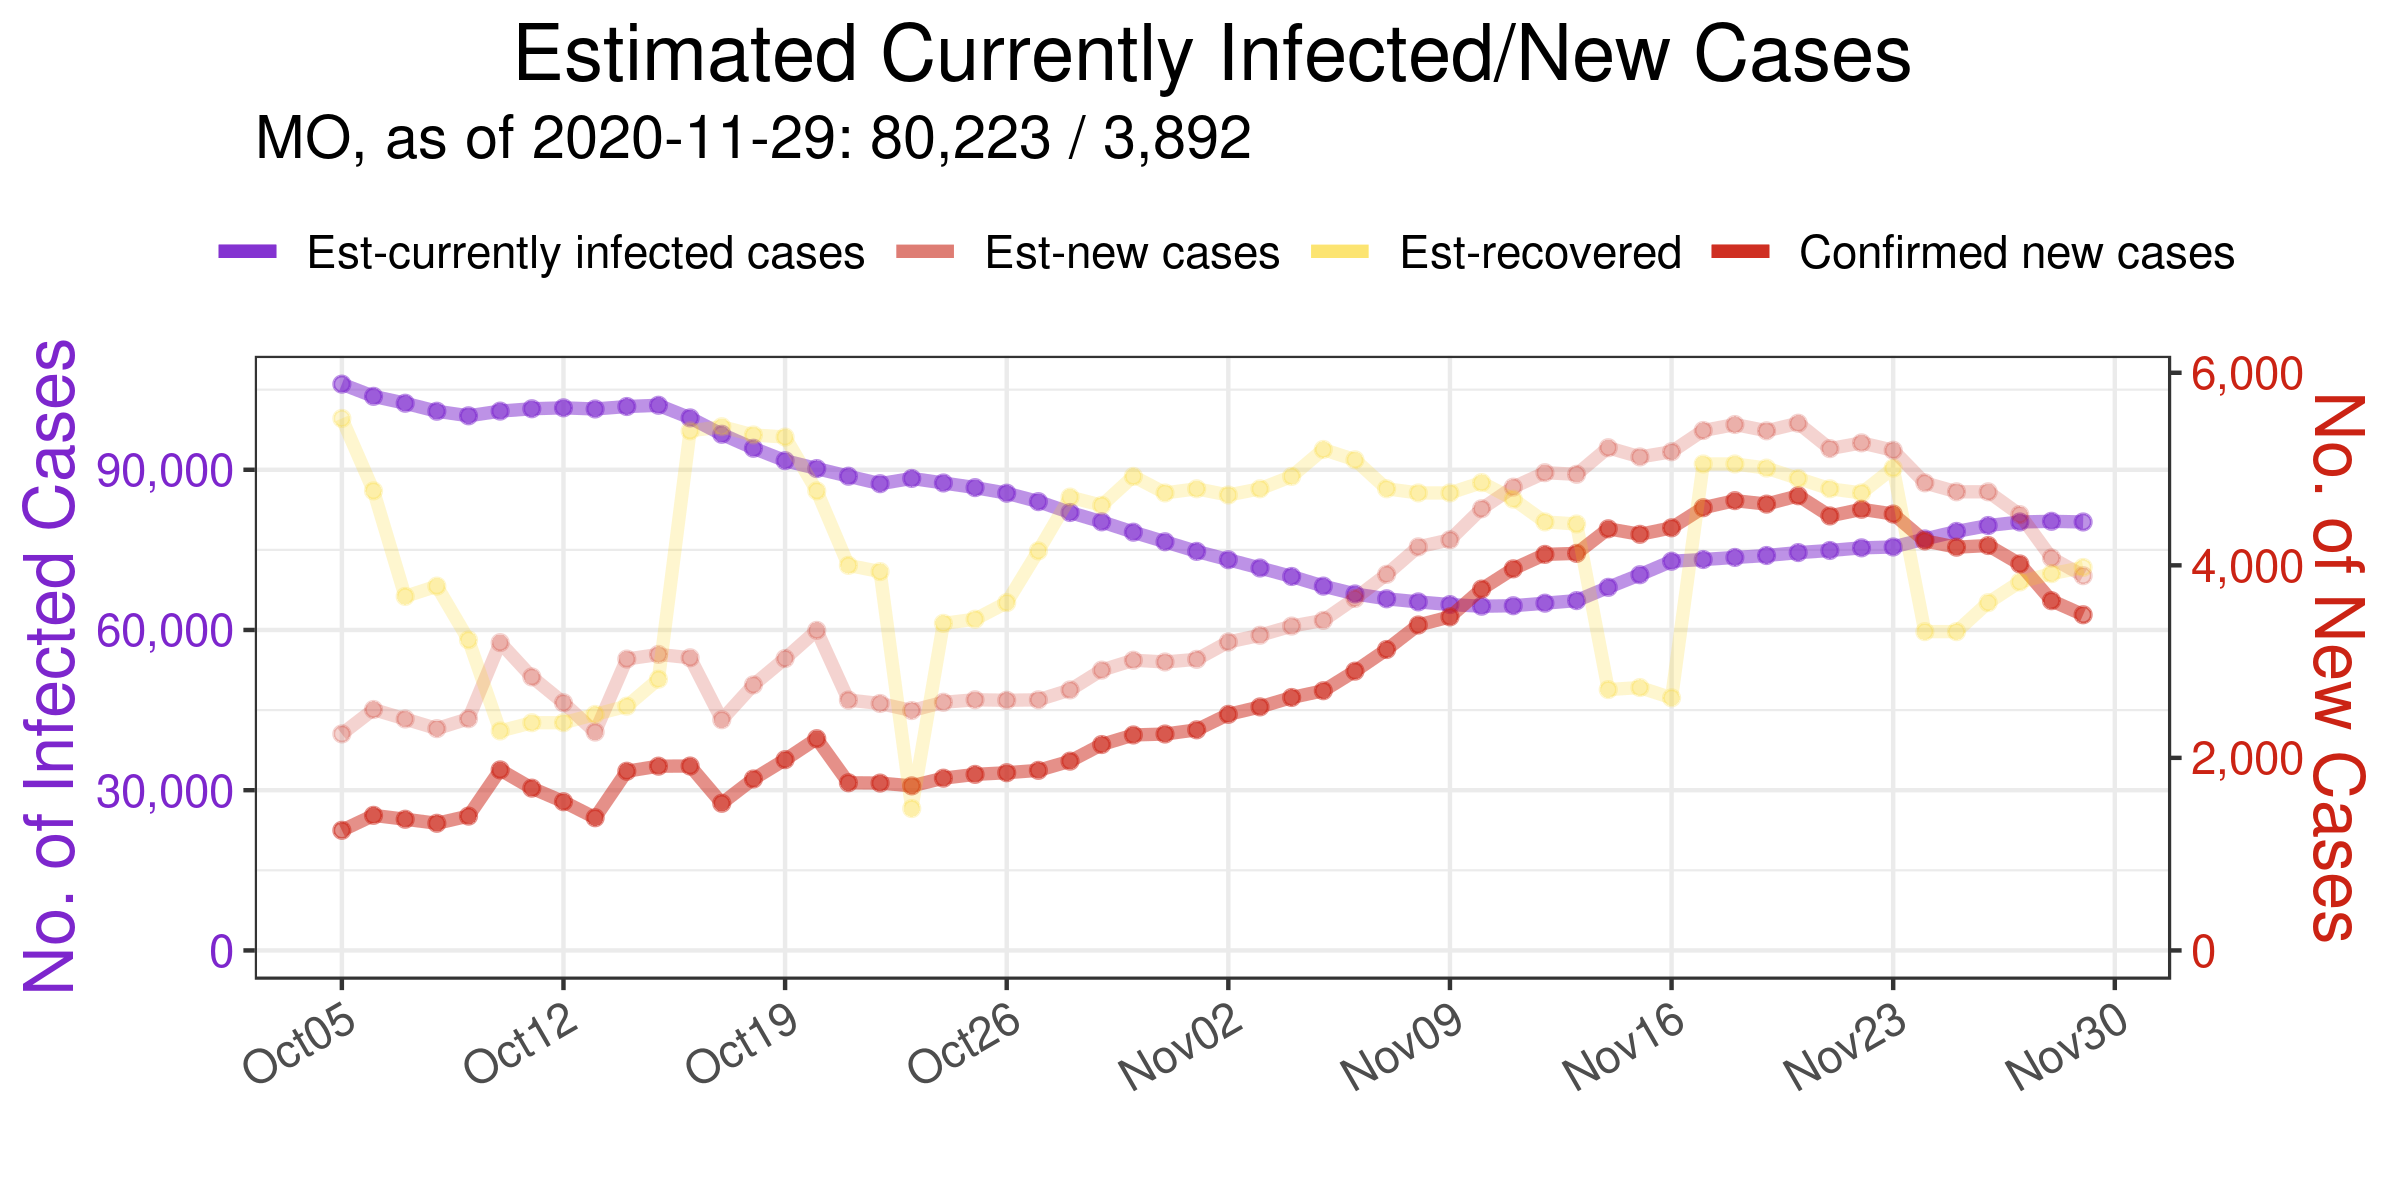 Estimated Currently Infected/New Cases
MO, as of 2020-11-29: 80,223 / 3,892
Est-currently infected cases Est-new cases Est-recovered Confirmed new cases
No. of Infected Cases
90,000
60,000
30,000
0
6,000
4,000
2,000
0
No. of New Cases
Oct05 Oct12 Oct19 Oct26 Nov02 Nov09 Nov16 Nov23 Nov30